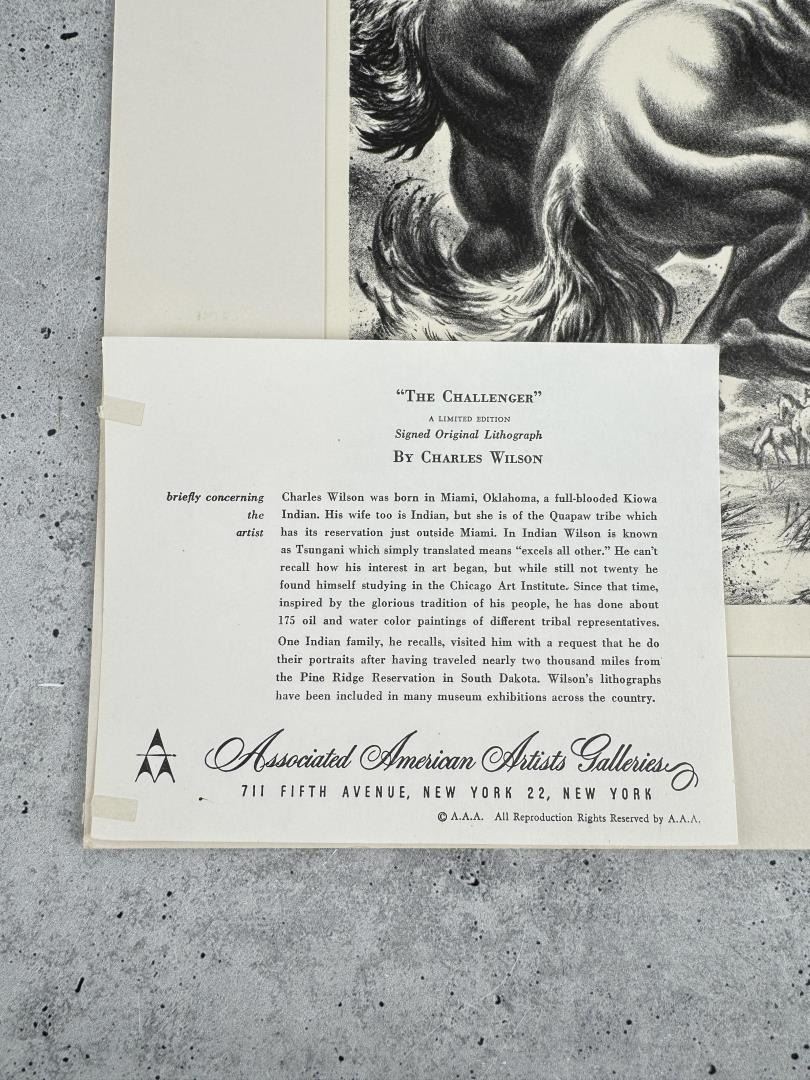 “The Challenger”
A LIMITED EDITION
Signed Original Lithograph
By Charles Wilson
briefly concerning
the
artist
Charles Wilson was born in Miami, Oklahoma, a full-blooded Kiowa
Indian. His wife too is Indian, but she is of the Quapaw tribe which
has its reservation just outside Miami. In Indian Wilson is known
as Tsungani which simply translated means “excels all other.” He can’t
recall how his interest in art began, but while still not twenty he
found himself studying in the Chicago Art Institute. Since that time,
inspired by the glorious tradition of his people, he has done about
175 oil and water color paintings of different tribal representatives.
One Indian family, he recalls, visited him with a request that he do
their portraits after having traveled nearly two thousand miles from
the Pine Ridge Reservation in South Dakota. Wilson’s lithographs
have been included in many museum exhibitions across the country.
Associated American Artists Galleries
711 FIFTH AVENUE, NEW YORK 22, NEW YORK
© A.A.A. All Reproduction Rights Reserved by A.A.A.